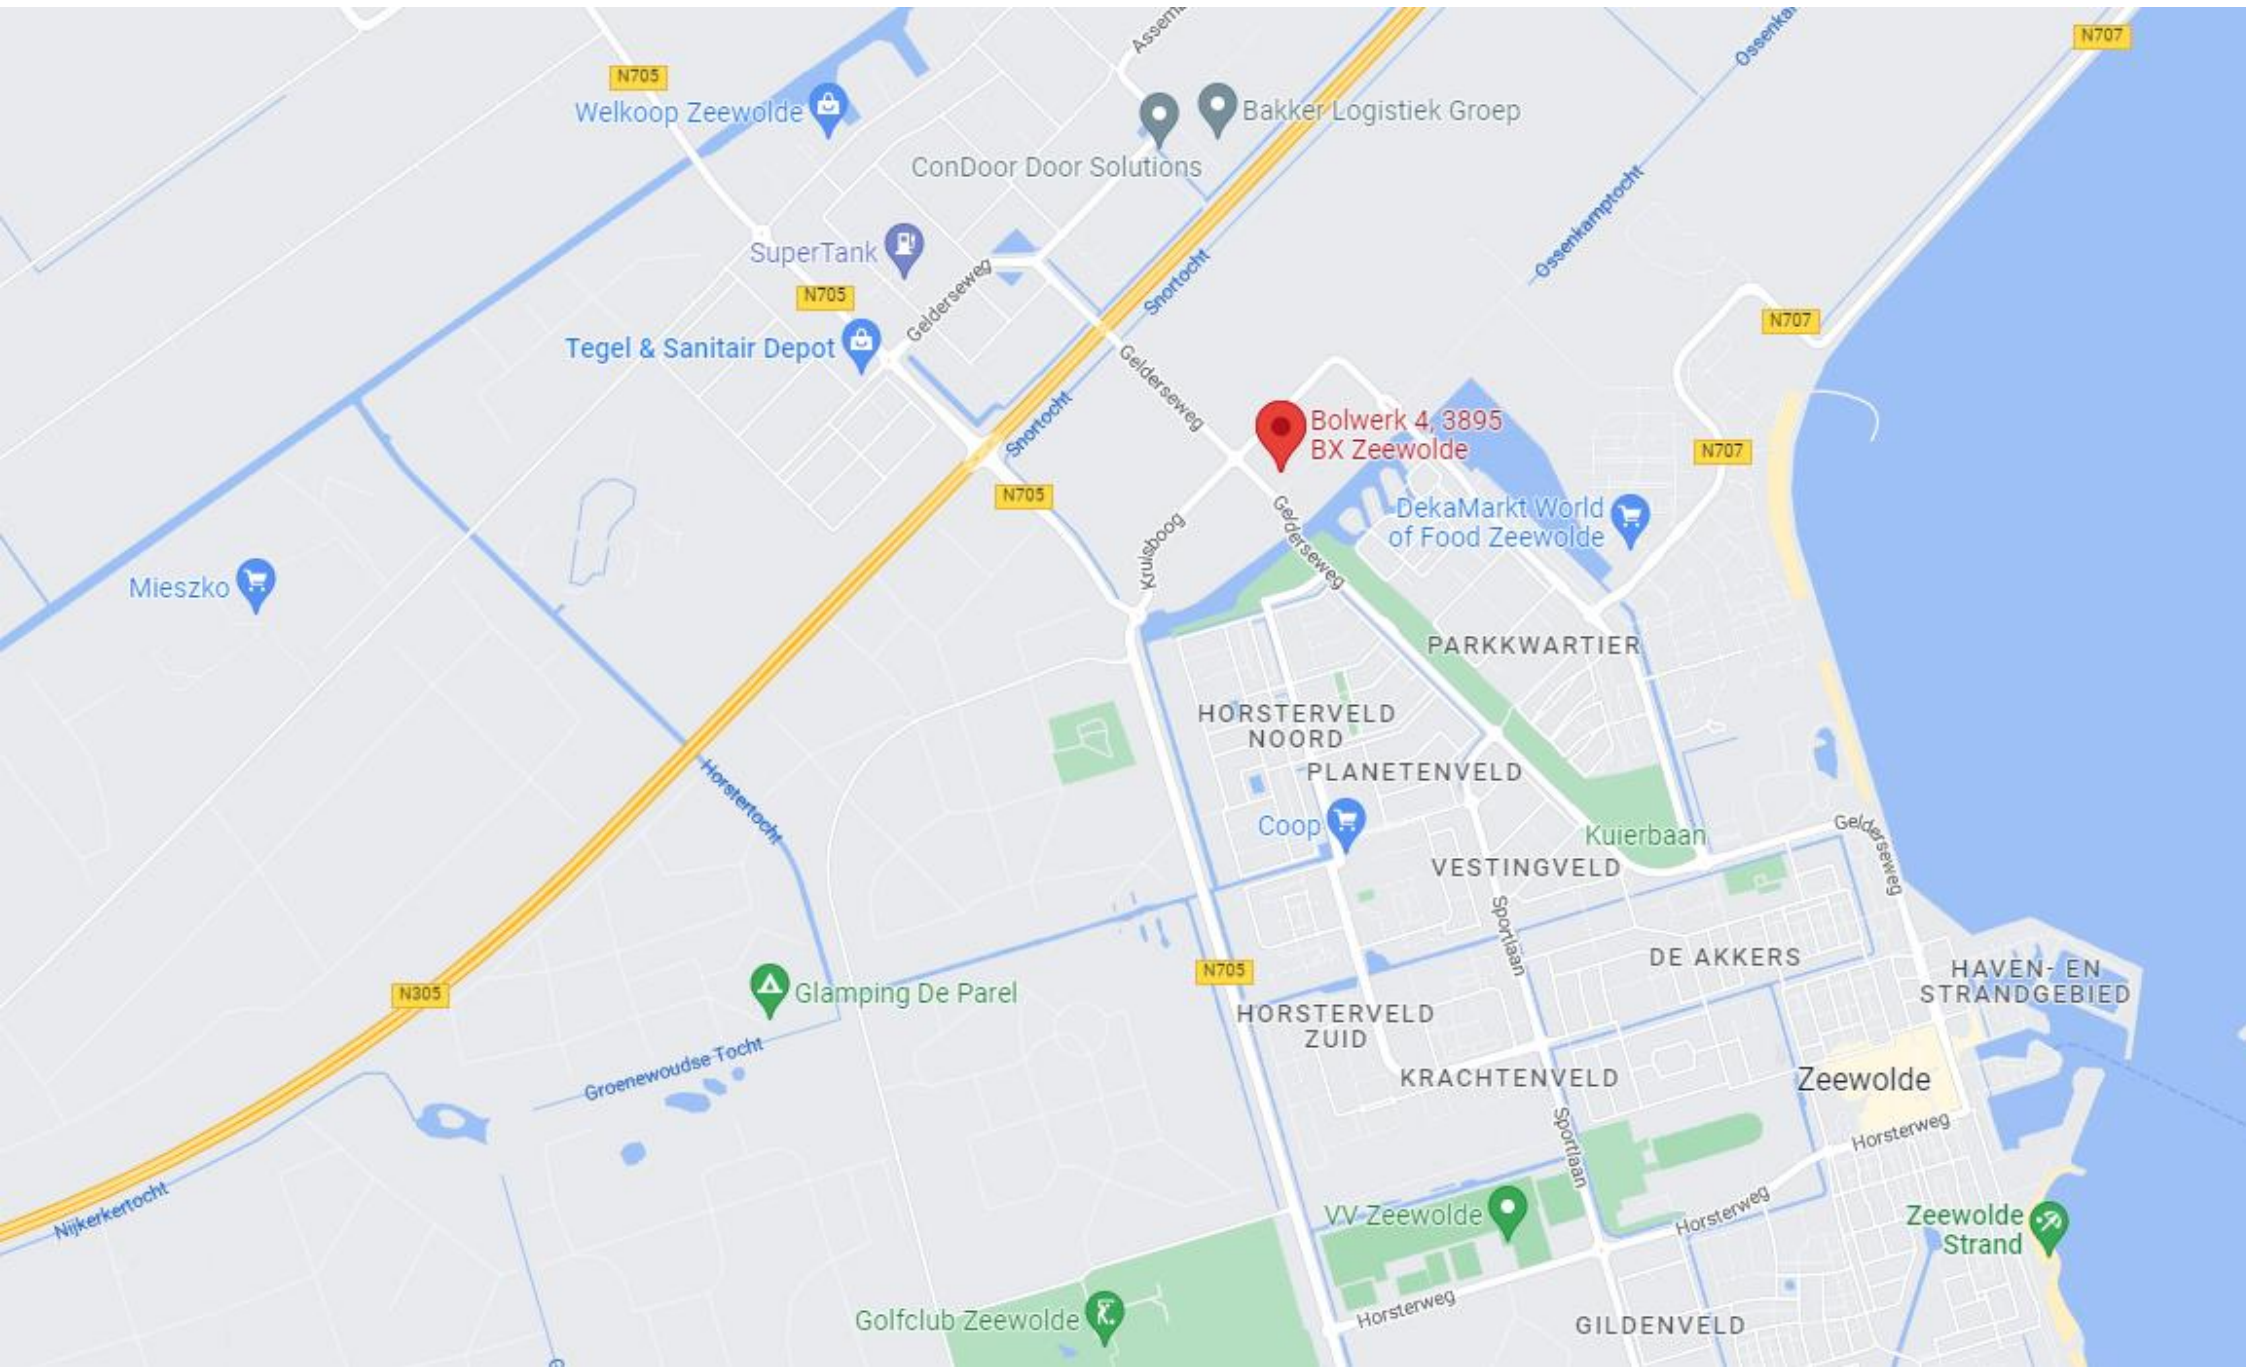 N705
N707
Assem
Ossenka
Welkoop Zeewolde
Bakker Logistiek Groep
ConDoor Door Solutions
Ossenkamptocht
SuperTank
Gelderseweg
Snortocht
N705
N707
Tegel & Sanitair Depot
Gelderseweg
Snortocht
Bolwerk 4, 3895
BX Zeewolde
N707
N705
Kruisboog
Gelderseweg
DekaMarkt World
of Food Zeewolde
Mieszko
PARKKWARTIER
HORSTERVELD
NOORD
PLANETENVELD
Horstertocht
Coop
Kuierbaan
Gelderseweg
VESTINGVELD
Sportlaan
DE AKKERS
N705
HAVEN- EN
STRANDGEBIED
N305
Glamping De Parel
HORSTERVELD
ZUID
Groenewoudse Tocht
KRACHTENVELD
Zeewolde
Sportlaan
Horsterweg
Nijkerkertocht
VV Zeewolde
Horsterweg
Zeewolde
Strand
Golfclub Zeewolde
Horsterweg
GILDENVELD
G